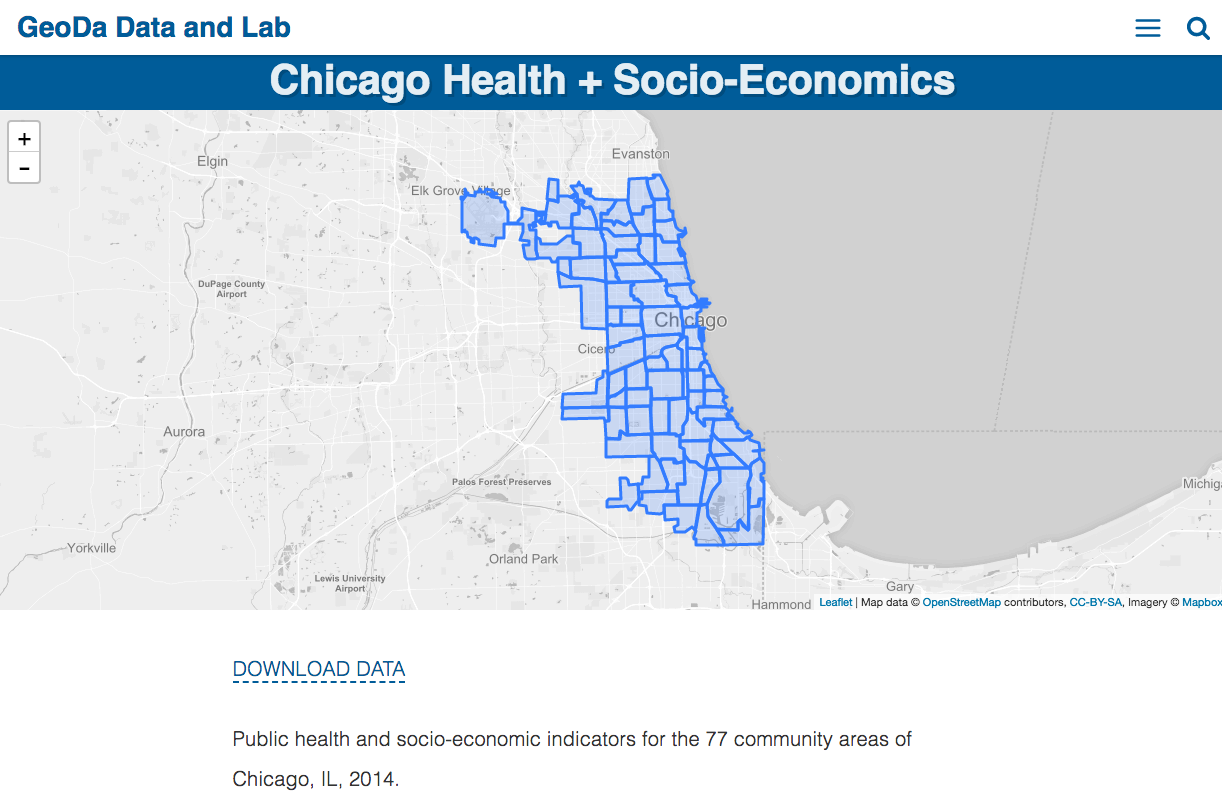 GeoDa Data and Lab
Chicago Health + Socio-Economics
+
-
Evanston
Elgin
Elk Grove Village
DuPage County
Airport
Chicago
Cicero
Aurora
Palos Forest Preserves
Michig
Yorkville
Orland Park
Lewis University
Airport
Gary
Hammond
Leaflet | Map data © OpenStreetMap contributors, CC-BY-SA, Imagery © Mapbox
DOWNLOAD DATA
Public health and socio-economic indicators for the 77 community areas of
Chicago, IL, 2014.